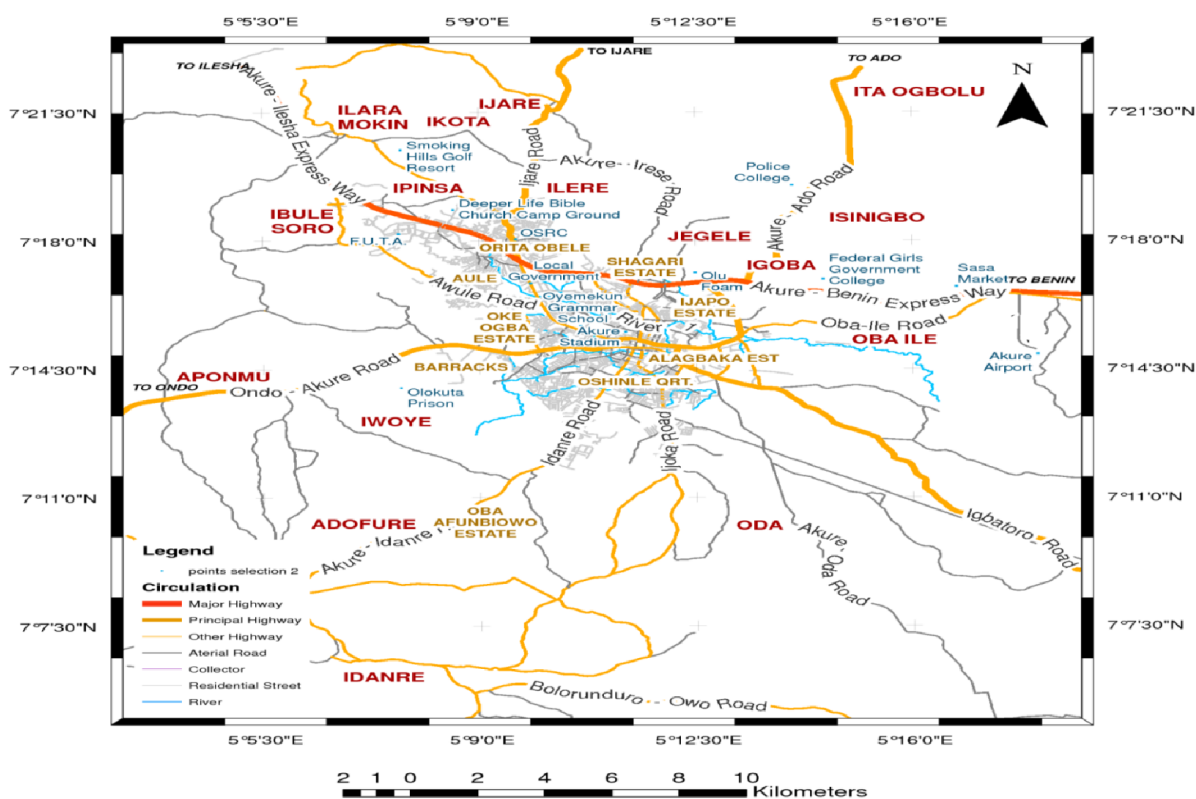 5°5'30"E 5°9'0"E 5°12'30"E 5°16'0"E
TO IJARE
TO ILESHA
TO ADO
N
7°21'30"N
7°21'30"N
ITA OGBOLU
IJARE
ILARA
MOKIN
IKOTA
Akure-Ilesha Express Way
Ijare Road
Smoking
Hills Golf
Resort
Akure - Irese Road
Police
College
Akure - Ado Road
IPINSA
ILERE
Deeper Life Bible
Church Camp Ground
IBULE
SORO
ISINIGBO
F.U.T.A
OSRC
JEGELE
7°18'0"N
7°18'0"N
ORITA OBELE
Local
Government
SHAGARI
ESTATE
IGOBA
Federal Girls
Government
College
Sasa
Market
TO BENIN
AULE
Olu
Foam
Akure - Benin Express Way
Awule Road
Oyemekun
Grammar
School
IJAPO
ESTATE
OKE
OGBA
ESTATE
River
Oba-Ile Road
OBA ILE
Akure
Stadium
Akure
Airport
BARRACKS
ALAGBAKA EST
7°14'30"N
7°14'30"N
APONMU
TO ONDO
Ondo - Akure Road
OSHINLE QRT.
Olokuta
Prison
IWOYE
Idanre Road
Ijoka Road
7°11'0"N
7°11'0"N
OBA
AFUNBIOWO
ESTATE
ADOFURE
Akure - Idanre
ODA
Akure - Oda Road
Igbatoro - Road
Legend
points selection 2
Circulation
Major Highway
Principal Highway
Other Highway
Aterial Road
Collector
Residential Street
River
7°7'30"N
7°7'30"N
IDANRE
Bolorunduro - Owo Road
5°5'30"E 5°9'0"E 5°12'30"E 5°16'0"E
2 1 0 2 4 6 8 10
Kilometers